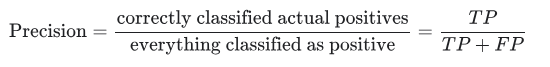 Precision = correctly classified actual positives / everything classified as positive = TP / TP + FP